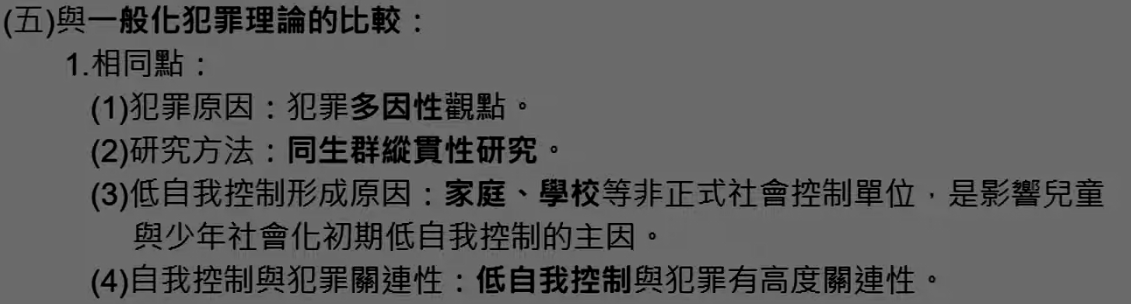 (五)與一般化犯罪理論的比較：
1.相同點：
(1)犯罪原因：犯罪多因性觀點。
(2)研究方法：同生群縱貫性研究。
(3)低自我控制形成原因：家庭、學校等非正式社會控制單位，是影響兒童
與少年社會化初期低自我控制的主因。
(4)自我控制與犯罪關連性：低自我控制與犯罪有高度關連性。